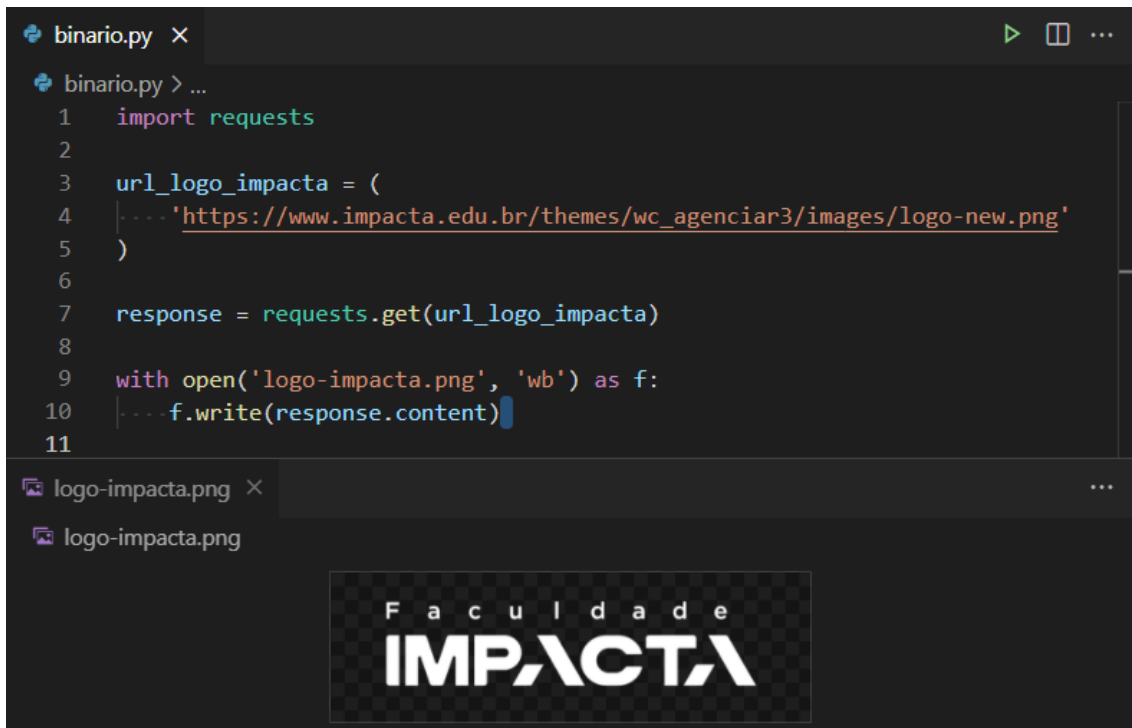 binario.py
binario.py > ...
1 import requests
2
3 url_logo_impacta = (
4     'https://www.impacta.edu.br/themes/wc_agenciar3/images/logo-new.png'
5 )
6
7 response = requests.get(url_logo_impacta)
8
9 with open('logo-impacta.png', 'wb') as f:
10     f.write(response.content)
11
logo-impacta.png
logo-impacta.png
Faculdade
IMPACTA